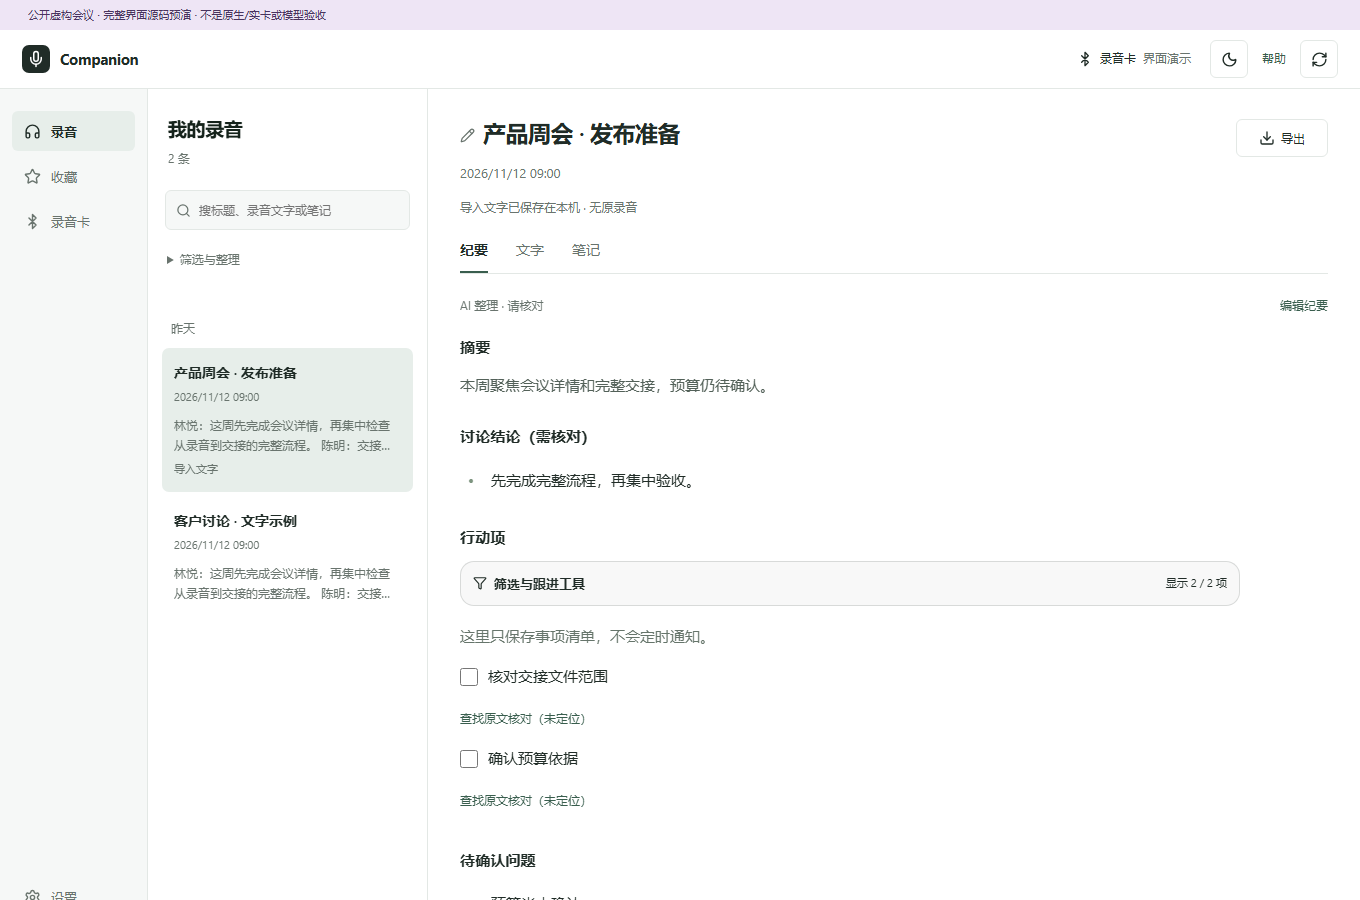 公开虚构会议 · 完整界面源码预演 · 不是原生/实卡或模型验收
Companion
录音卡 界面演示
帮助
录音
收藏
录音卡
设置
我的录音
2 条
搜标题、录音文字或笔记
筛选与整理
昨天
产品周会 · 发布准备
2026/11/12 09:00
林悦：这周先完成会议详情，再集中检查
从录音到交接的完整流程。 陈明：交接...
导入文字
客户讨论 · 文字示例
2026/11/12 09:00
林悦：这周先完成会议详情，再集中检查
从录音到交接的完整流程。 陈明：交接...
产品周会 · 发布准备
导出
2026/11/12 09:00
导入文字已保存在本机 · 无原录音
纪要 文字 笔记
AI 整理 · 请核对
编辑纪要
摘要
本周聚焦会议详情和完整交接，预算仍待确认。
讨论结论（需核对）
先完成完整流程，再集中验收。
行动项
筛选与跟进工具
显示 2 / 2 项
这里只保存事项清单，不会定时通知。
核对交接文件范围
查找原文核对（未定位）
确认预算依据
查找原文核对（未定位）
待确认问题